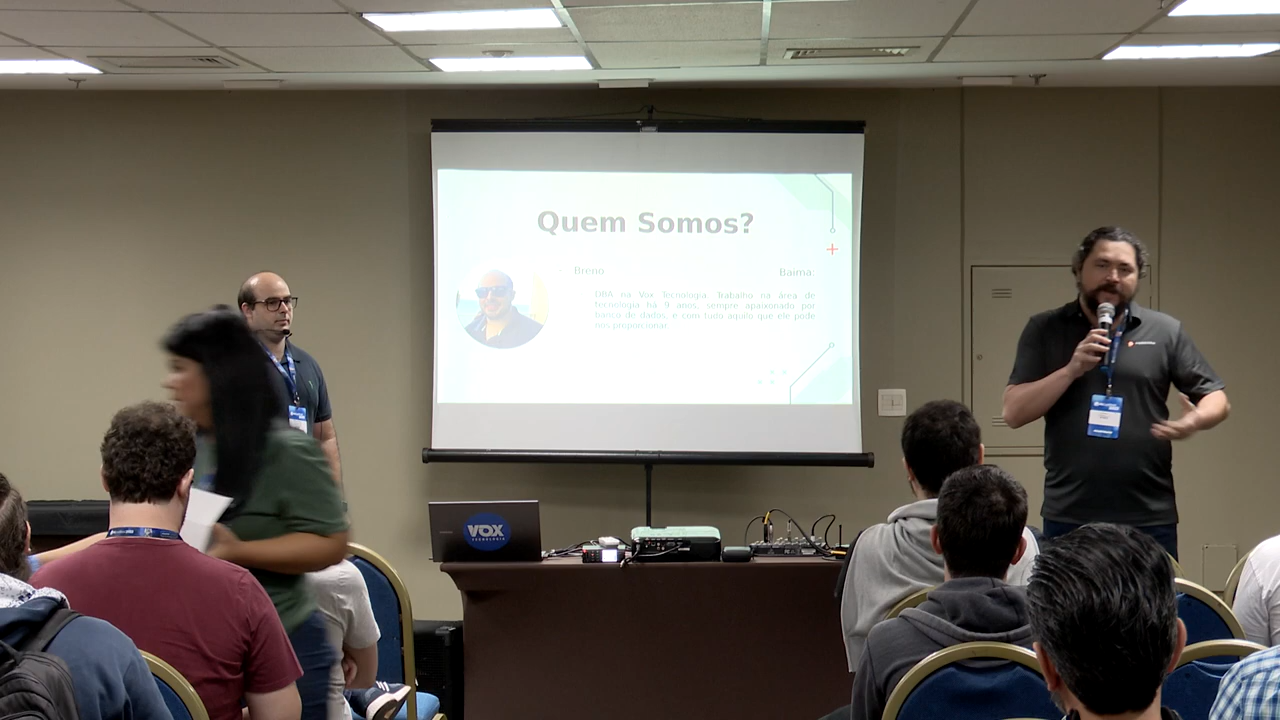 Quem Somos?
Breno Baima:
DBA na Vox Tecnologia. Trabalho na área de
tecnologia há 9 anos, sempre apaixonado por
banco de dados, e com tudo aquilo que ele pode
nos proporcionar.
VOX
TECNOLOGIA